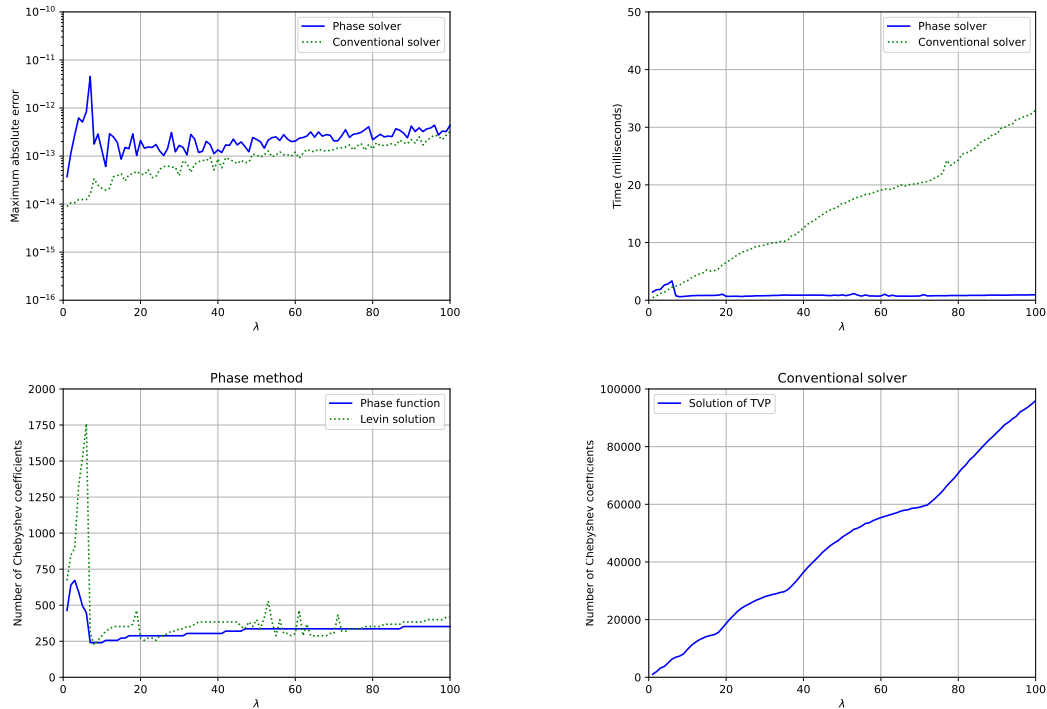 10⁻¹⁰
10⁻¹¹
10⁻¹²
10⁻¹³
10⁻¹⁴
10⁻¹⁵
10⁻¹⁶
Maximum absolute error
Phase solver
Conventional solver
0 20 40 60 80 100
λ
50
40
30
20
10
0
Time (milliseconds)
Phase solver
Conventional solver
0 20 40 60 80 100
λ
Phase method
2000
1750
1500
1250
1000
750
500
250
0
Number of Chebyshev coefficients
Phase function
Levin solution
0 20 40 60 80 100
λ
Conventional solver
100000
80000
60000
40000
20000
0
Number of Chebyshev coefficients
Solution of TVP
0 20 40 60 80 100
λ